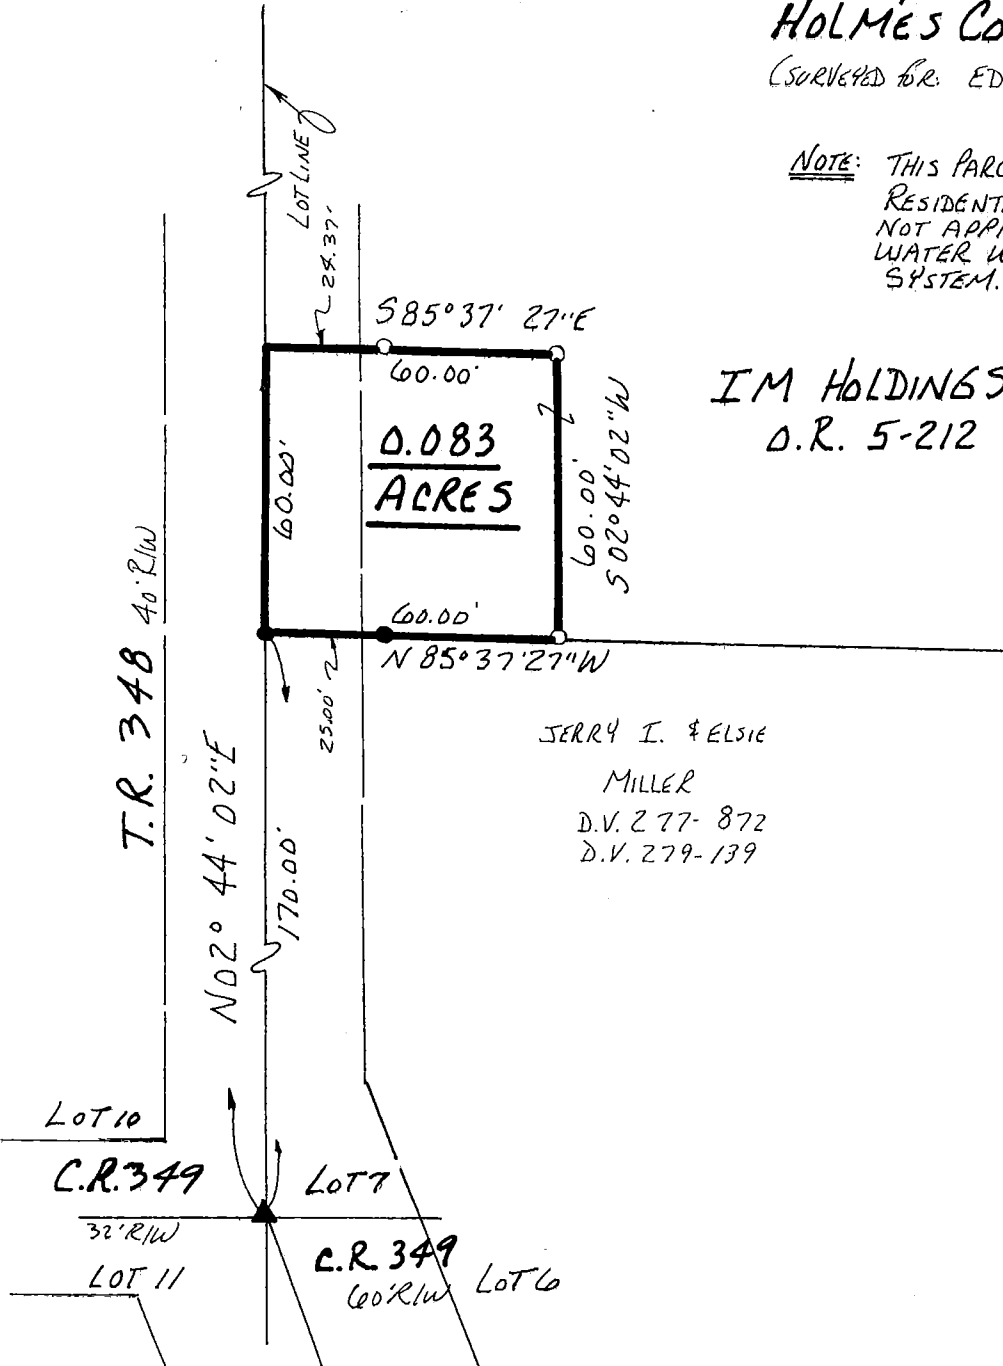 HOLMES CO
(SURVEYED FOR: ED
NOTE: THIS PARC
RESIDENT
NOT APP
WATER W
SYSTEM.
LOT LINE
24.37'
S 85° 37' 27" E
60.00'
IM HOLDINGS
O.R. 5-212
0.083
ACRES
60.00'
60.00'
S 02° 44' 02" W
60.00'
N 85° 37' 27" W
25.00'
T.R. 348 40' R/W
JERRY I. & ELSIE
MILLER
D.V. 277-872
D.V. 279-139
N02° 44' 02" E
170.00'
LOT 10
C.R. 349
LOT 7
32' R/W
C.R. 349
LOT 11
60' R/W
LOT 6